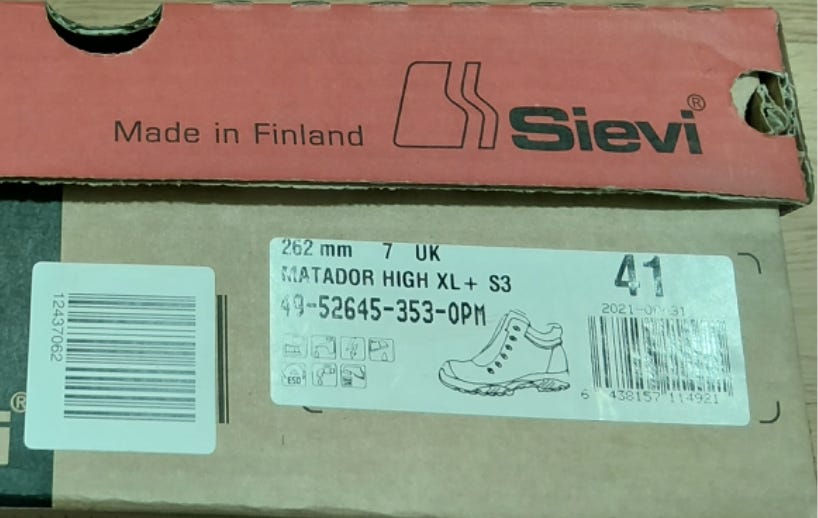 Made in Finland
Sievi®
262 mm 7 UK
41
MATADOR HIGH XL+ S3
49-52645-353-0PM
ESD
6 438157 114921
12437062
®